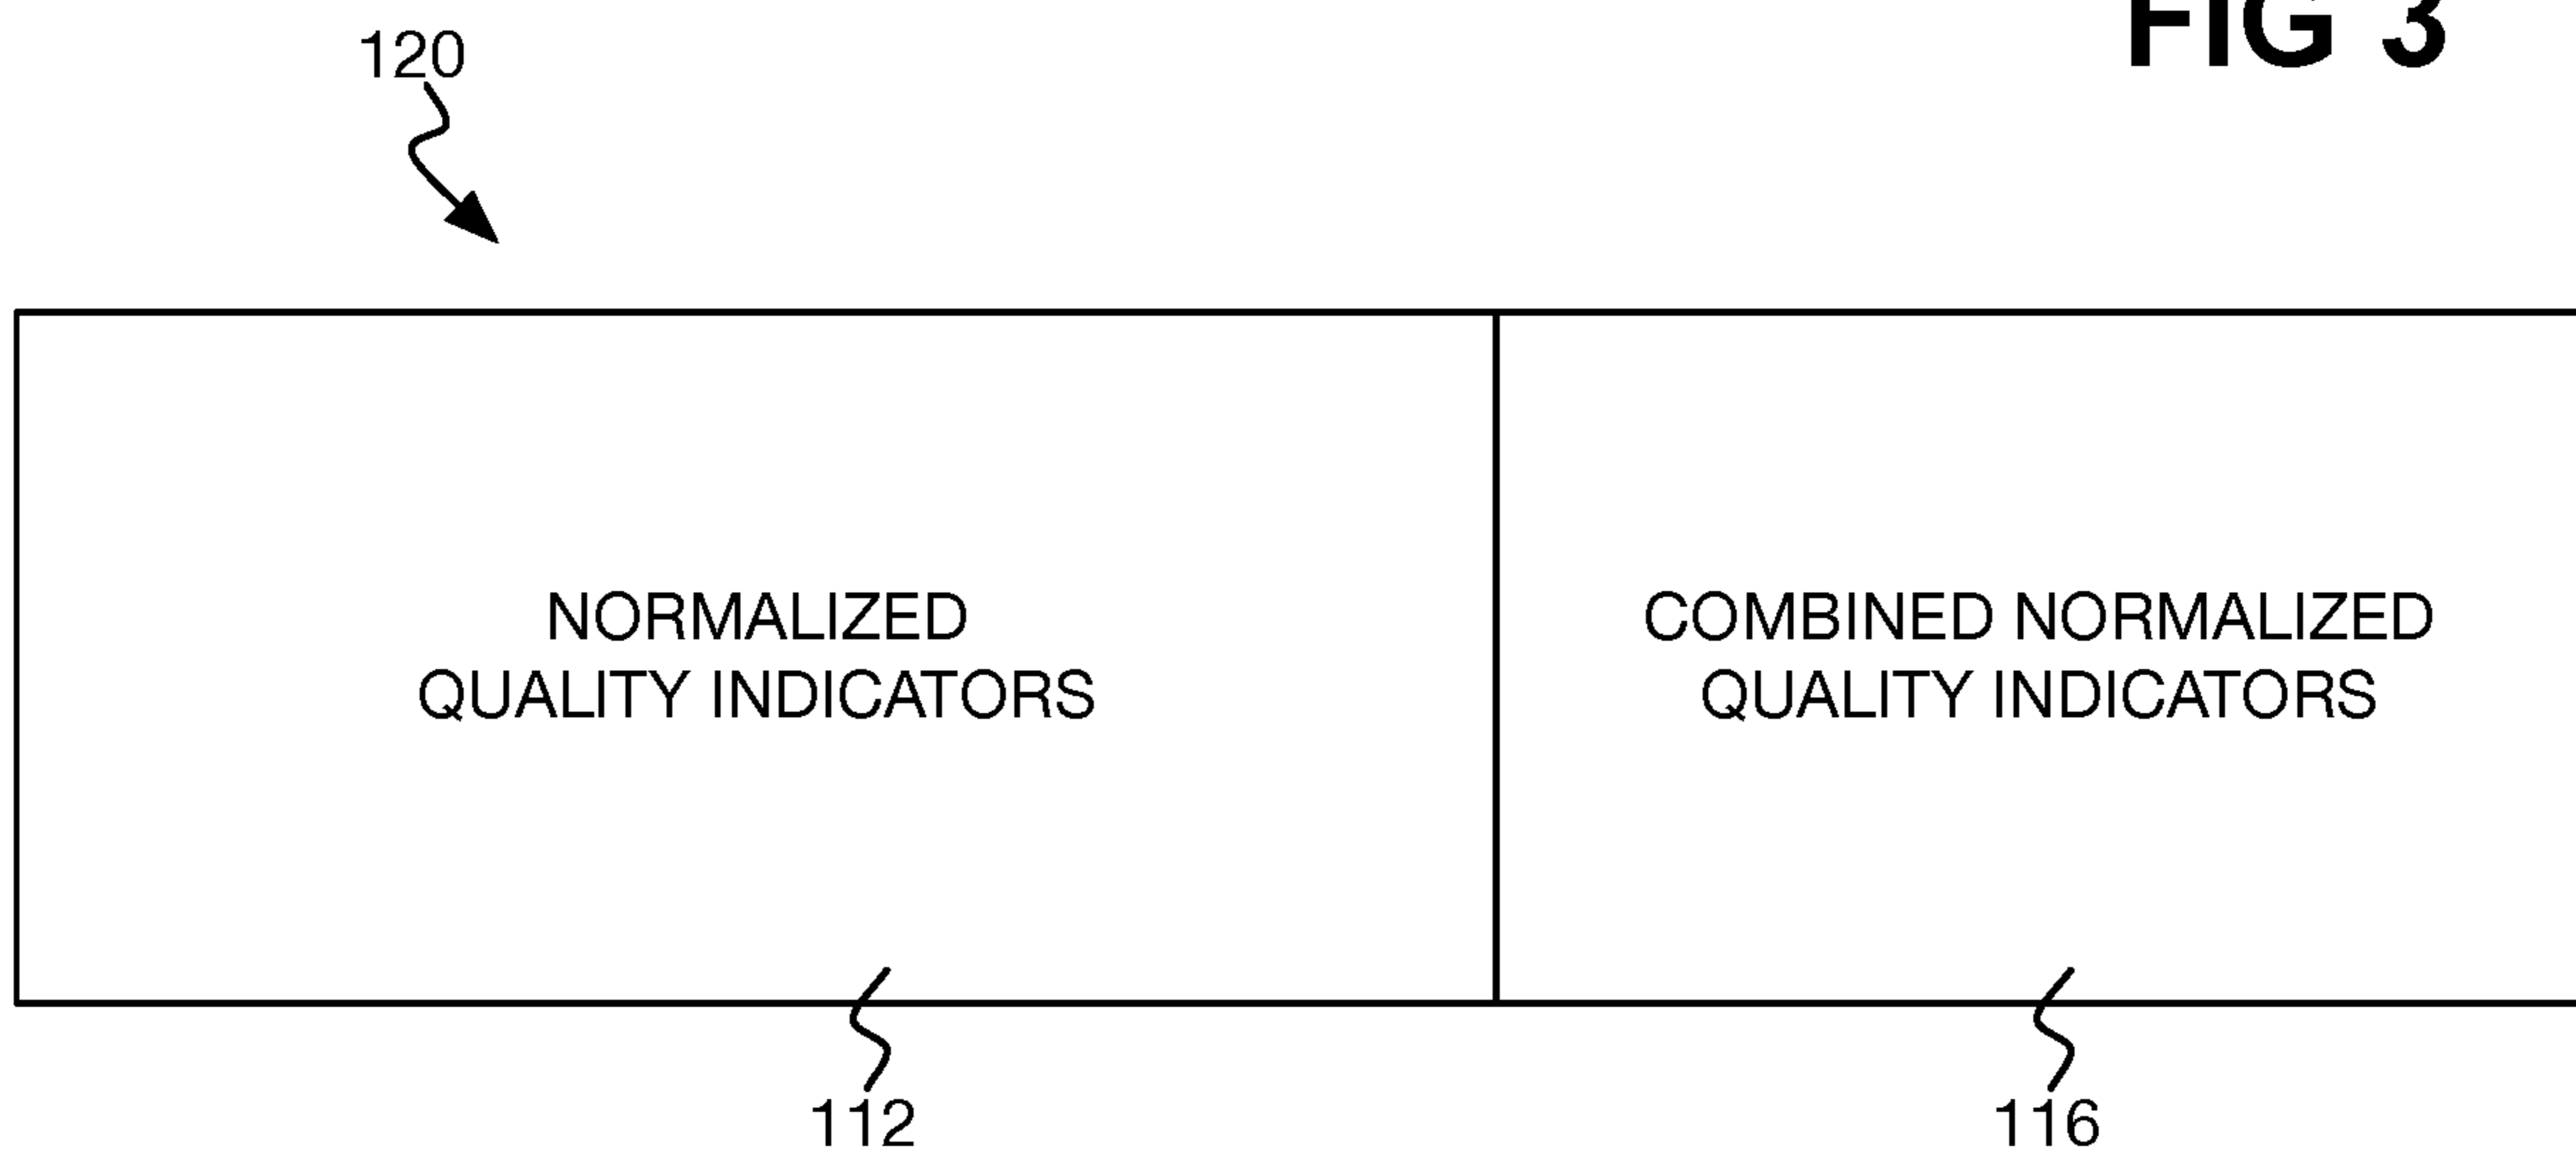 FIG 3
120
NORMALIZED
QUALITY INDICATORS
COMBINED NORMALIZED
QUALITY INDICATORS
112
116